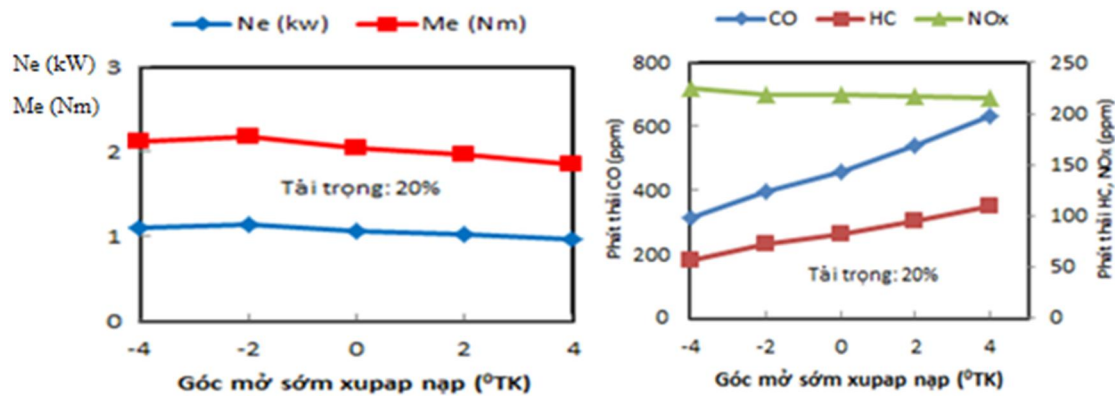 Ne (kw) Me (Nm)
Ne (kW)
Me (Nm)
3
2
1
0
Tải trọng: 20%
-4 -2 0 2 4
Góc mở sớm xupap nạp (⁰TK)
CO HC NOx
Phát thải CO (ppm)
800
600
400
200
0
Tải trọng: 20%
250
200
150
100
50
0
Phát thải HC, NOx (ppm)
-4 -2 0 2 4
Góc mở sớm xupap nạp (⁰TK)